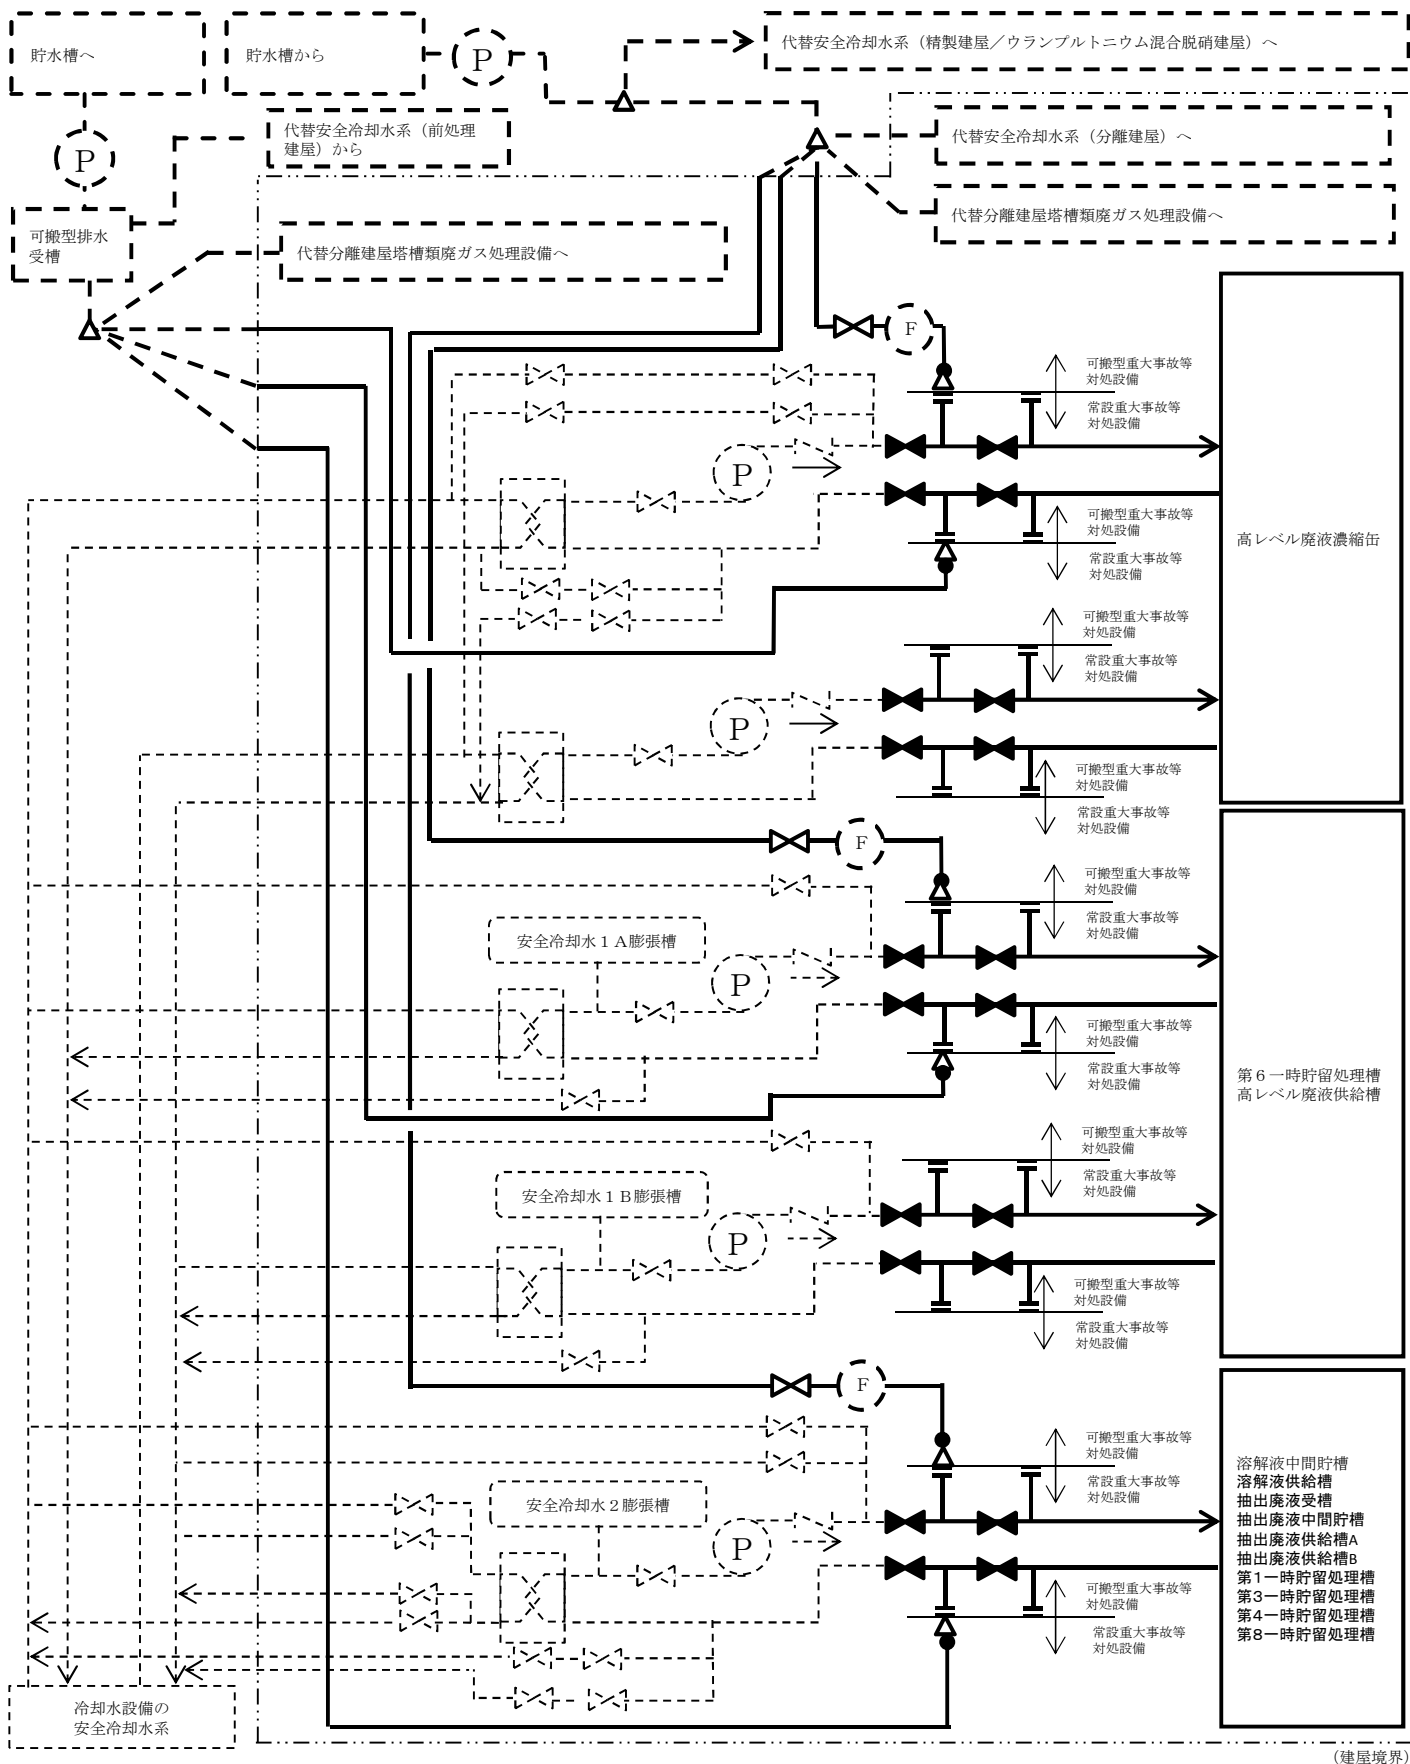 貯水槽へ
貯水槽から
P
代替安全冷却水系（精製建屋／ウランプルトニウム混合脱硝建屋）へ
P
代替安全冷却水系（前処理
建屋）から
代替安全冷却水系（分離建屋）へ
代替分離建屋塔槽類廃ガス処理設備へ
可搬型排水
受槽
代替分離建屋塔槽類廃ガス処理設備へ
F
可搬型重大事故等
対処設備
常設重大事故等
対処設備
P
可搬型重大事故等
対処設備
常設重大事故等
対処設備
高レベル廃液濃縮缶
可搬型重大事故等
対処設備
常設重大事故等
対処設備
P
可搬型重大事故等
対処設備
常設重大事故等
対処設備
F
可搬型重大事故等
対処設備
常設重大事故等
対処設備
安全冷却水１Ａ膨張槽
P
可搬型重大事故等
対処設備
常設重大事故等
対処設備
第６一時貯留処理槽
高レベル廃液供給槽
可搬型重大事故等
対処設備
常設重大事故等
対処設備
安全冷却水１Ｂ膨張槽
P
可搬型重大事故等
対処設備
常設重大事故等
対処設備
F
可搬型重大事故等
対処設備
常設重大事故等
対処設備
安全冷却水２膨張槽
P
可搬型重大事故等
対処設備
常設重大事故等
対処設備
溶解液中間貯槽
溶解液供給槽
抽出廃液受槽
抽出廃液中間貯槽
抽出廃液供給槽A
抽出廃液供給槽B
第1一時貯留処理槽
第3一時貯留処理槽
第4一時貯留処理槽
第8一時貯留処理槽
冷却水設備の
安全冷却水系
（建屋境界）